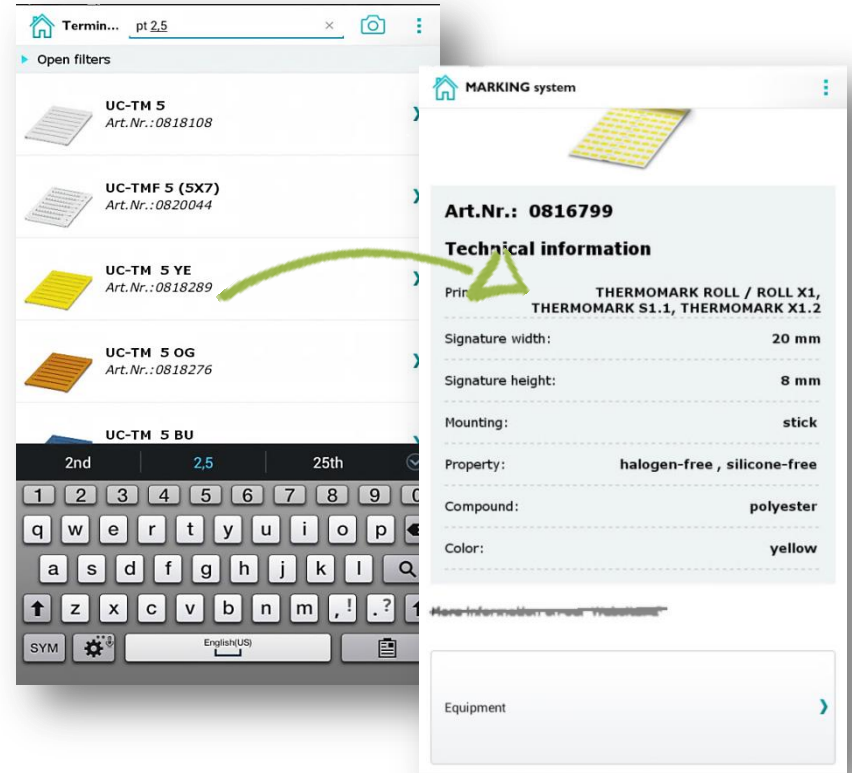 Termin... pt 2,5 ×
Open filters
UC-TM 5
Art.Nr.:0818108
UC-TMF 5 (5X7)
Art.Nr.:0820044
UC-TM 5 YE
Art.Nr.:0818289
UC-TM 5 OG
Art.Nr.:0818276
UC-TM 5 BU
2nd 2,5 25th
1 2 3 4 5 6 7 8 9 0
q w e r t y u i o p
a s d f g h j k l
z x c v b n m ,! .?
SYM English(US)
MARKING system
Art.Nr.: 0816799
Technical information
THERMOMARK ROLL / ROLL X1,
THERMOMARK S1.1, THERMOMARK X1.2
Signature width: 20 mm
Signature height: 8 mm
Mounting: stick
Property: halogen-free , silicone-free
Compound: polyester
Color: yellow
More information
Equipment